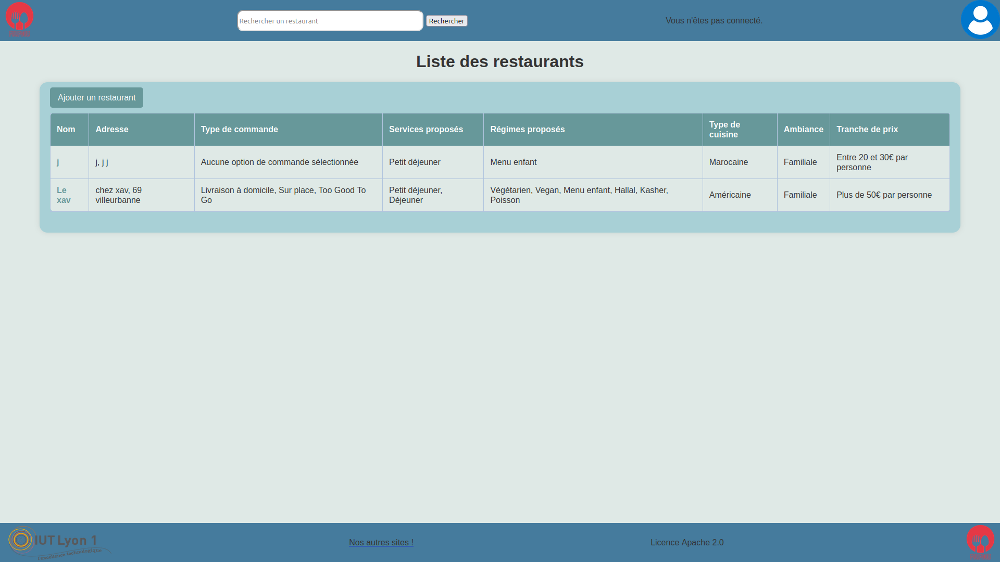 Rechercher un restaurant
Rechercher
Vous n'êtes pas connecté.
Liste des restaurants
Ajouter un restaurant
Nom
Adresse
Type de commande
Services proposés
Régimes proposés
Type de
cuisine
Ambiance
Tranche de prix
j
j, j j
Aucune option de commande sélectionnée
Petit déjeuner
Menu enfant
Marocaine
Familiale
Entre 20 et 30€ par
personne
Le
xav
chez xav, 69
villeurbanne
Livraison à domicile, Sur place, Too Good To
Go
Petit déjeuner,
Déjeuner
Végétarien, Vegan, Menu enfant, Hallal, Kasher,
Poisson
Américaine
Familiale
Plus de 50€ par personne
IUT Lyon 1
l'excellence technologique
Nos autres sites !
Licence Apache 2.0